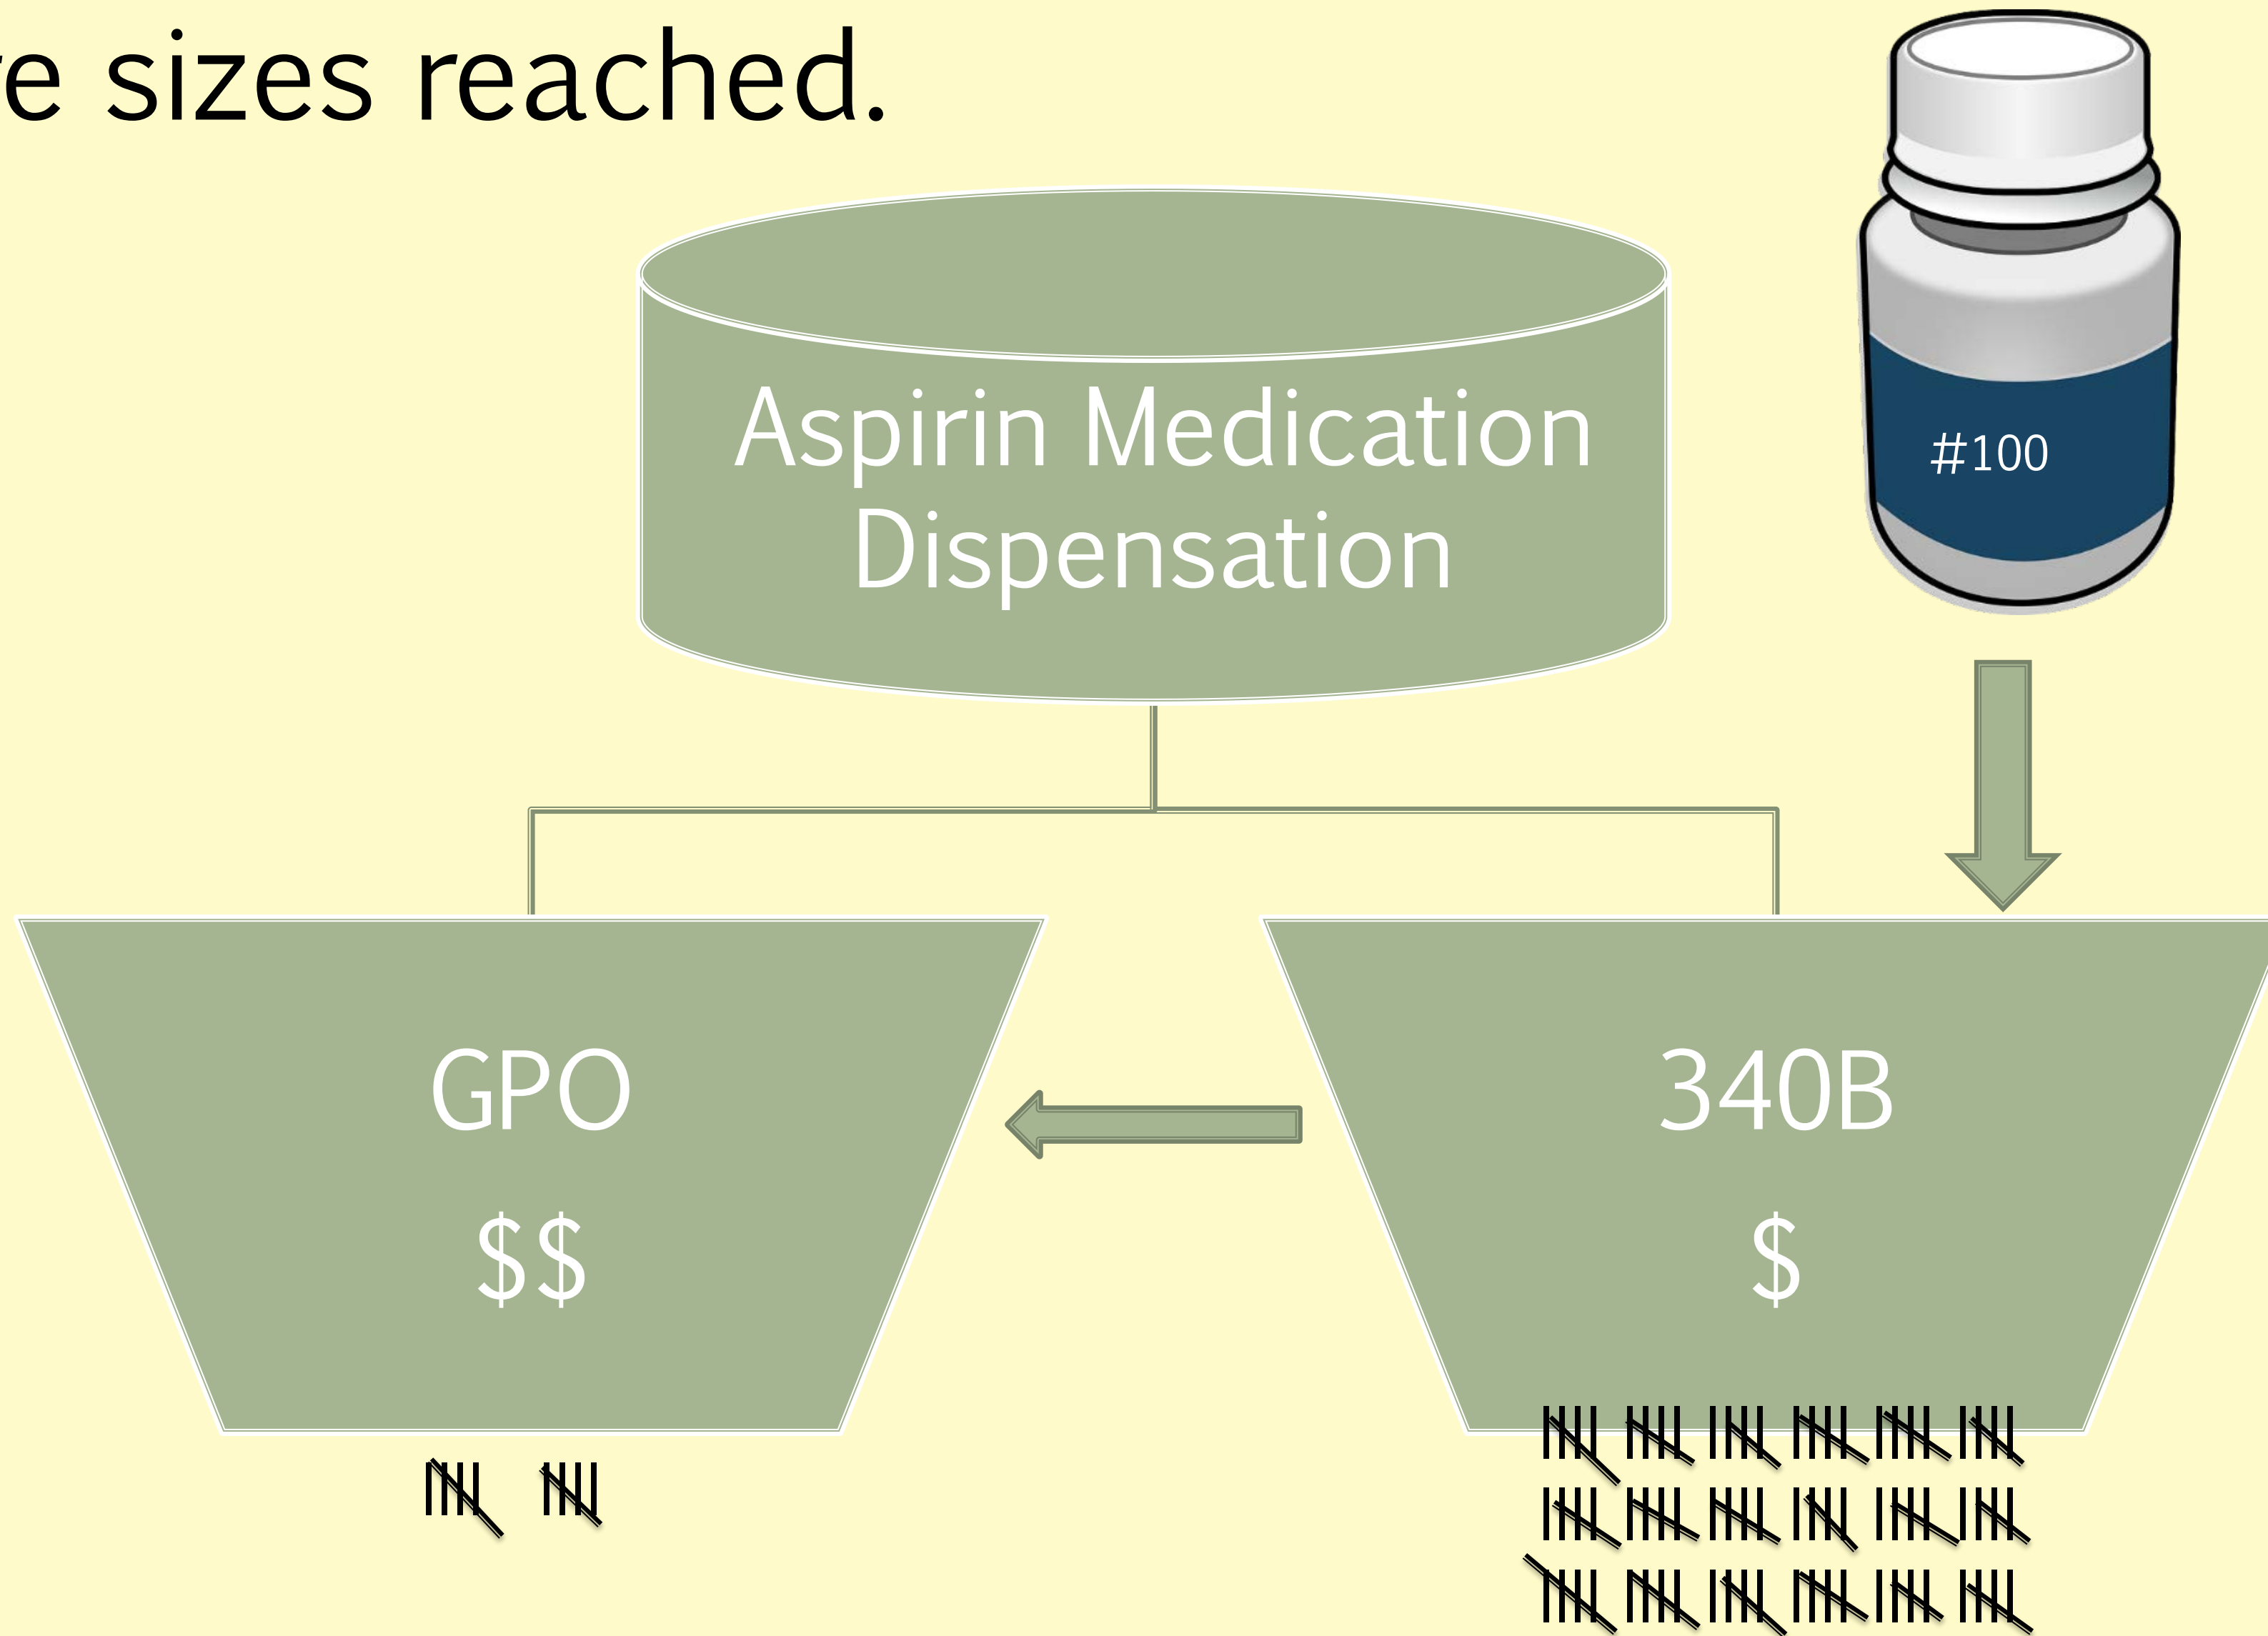 sizes reached.
Aspirin Medication
Dispensation
#100
GPO
$$
340B
$